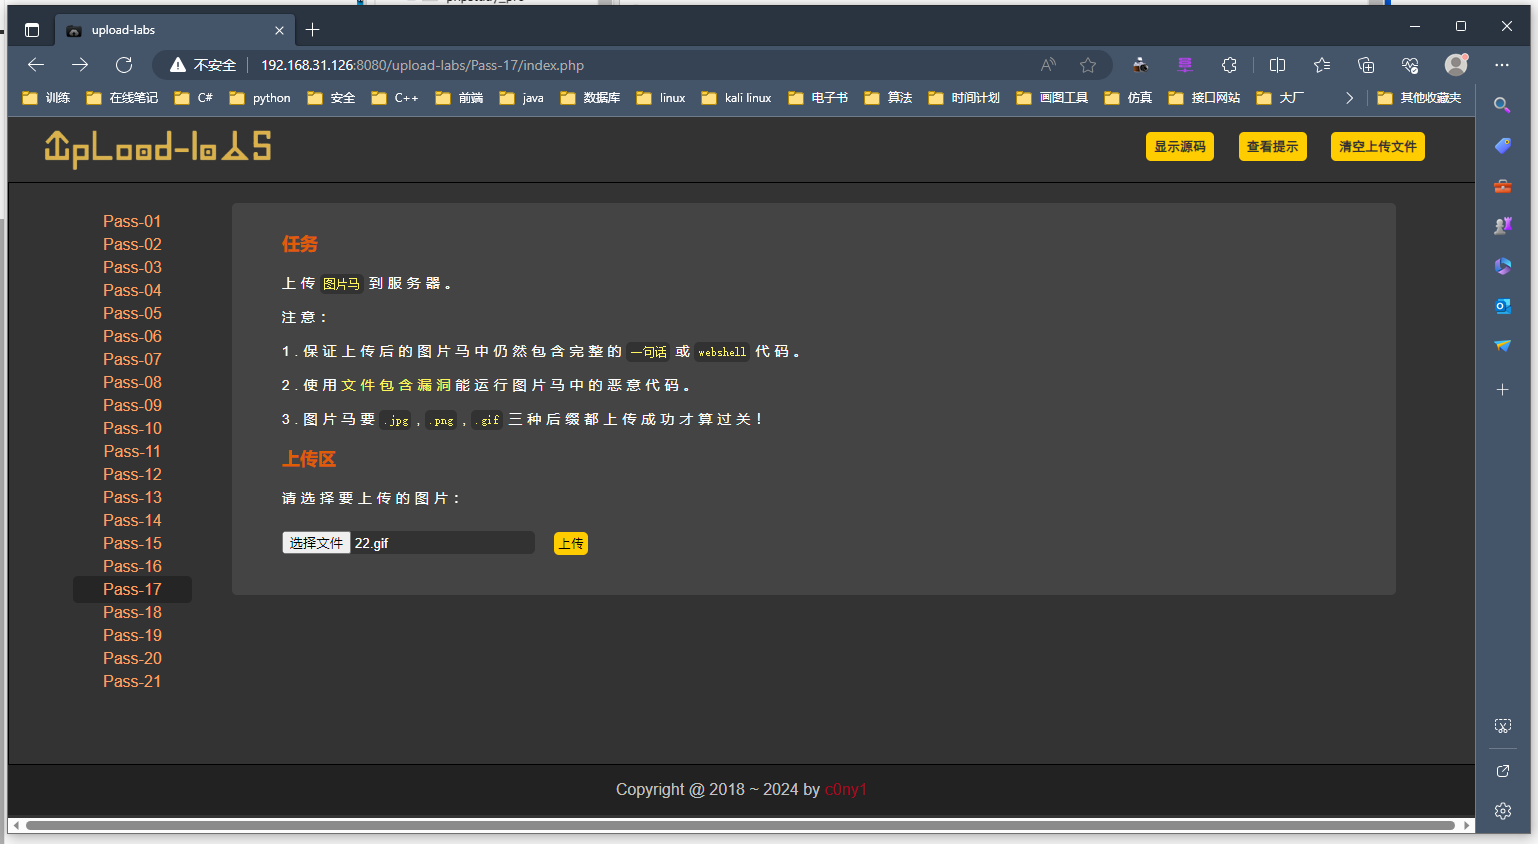 upload-labs
不安全 192.168.31.126:8080/upload-labs/Pass-17/index.php
训练 在线笔记 C# python 安全 C++ 前端 java 数据库 linux kali linux 电子书 算法 时间计划 画图工具 仿真 接口网站 大厂 其他收藏夹
UpLoad-labS
显示源码 查看提示 清空上传文件
Pass-01
Pass-02
Pass-03
Pass-04
Pass-05
Pass-06
Pass-07
Pass-08
Pass-09
Pass-10
Pass-11
Pass-12
Pass-13
Pass-14
Pass-15
Pass-16
Pass-17
Pass-18
Pass-19
Pass-20
Pass-21
任务
上传图片马到服务器。
注意：
1.保证上传后的图片马中仍然包含完整的一句话或webshell代码。
2.使用文件包含漏洞能运行图片马中的恶意代码。
3.图片马要.jpg,.png,.gif三种后缀都上传成功才算过关！
上传区
请选择要上传的图片：
选择文件 22.gif 上传
Copyright @ 2018 ~ 2024 by c0ny1